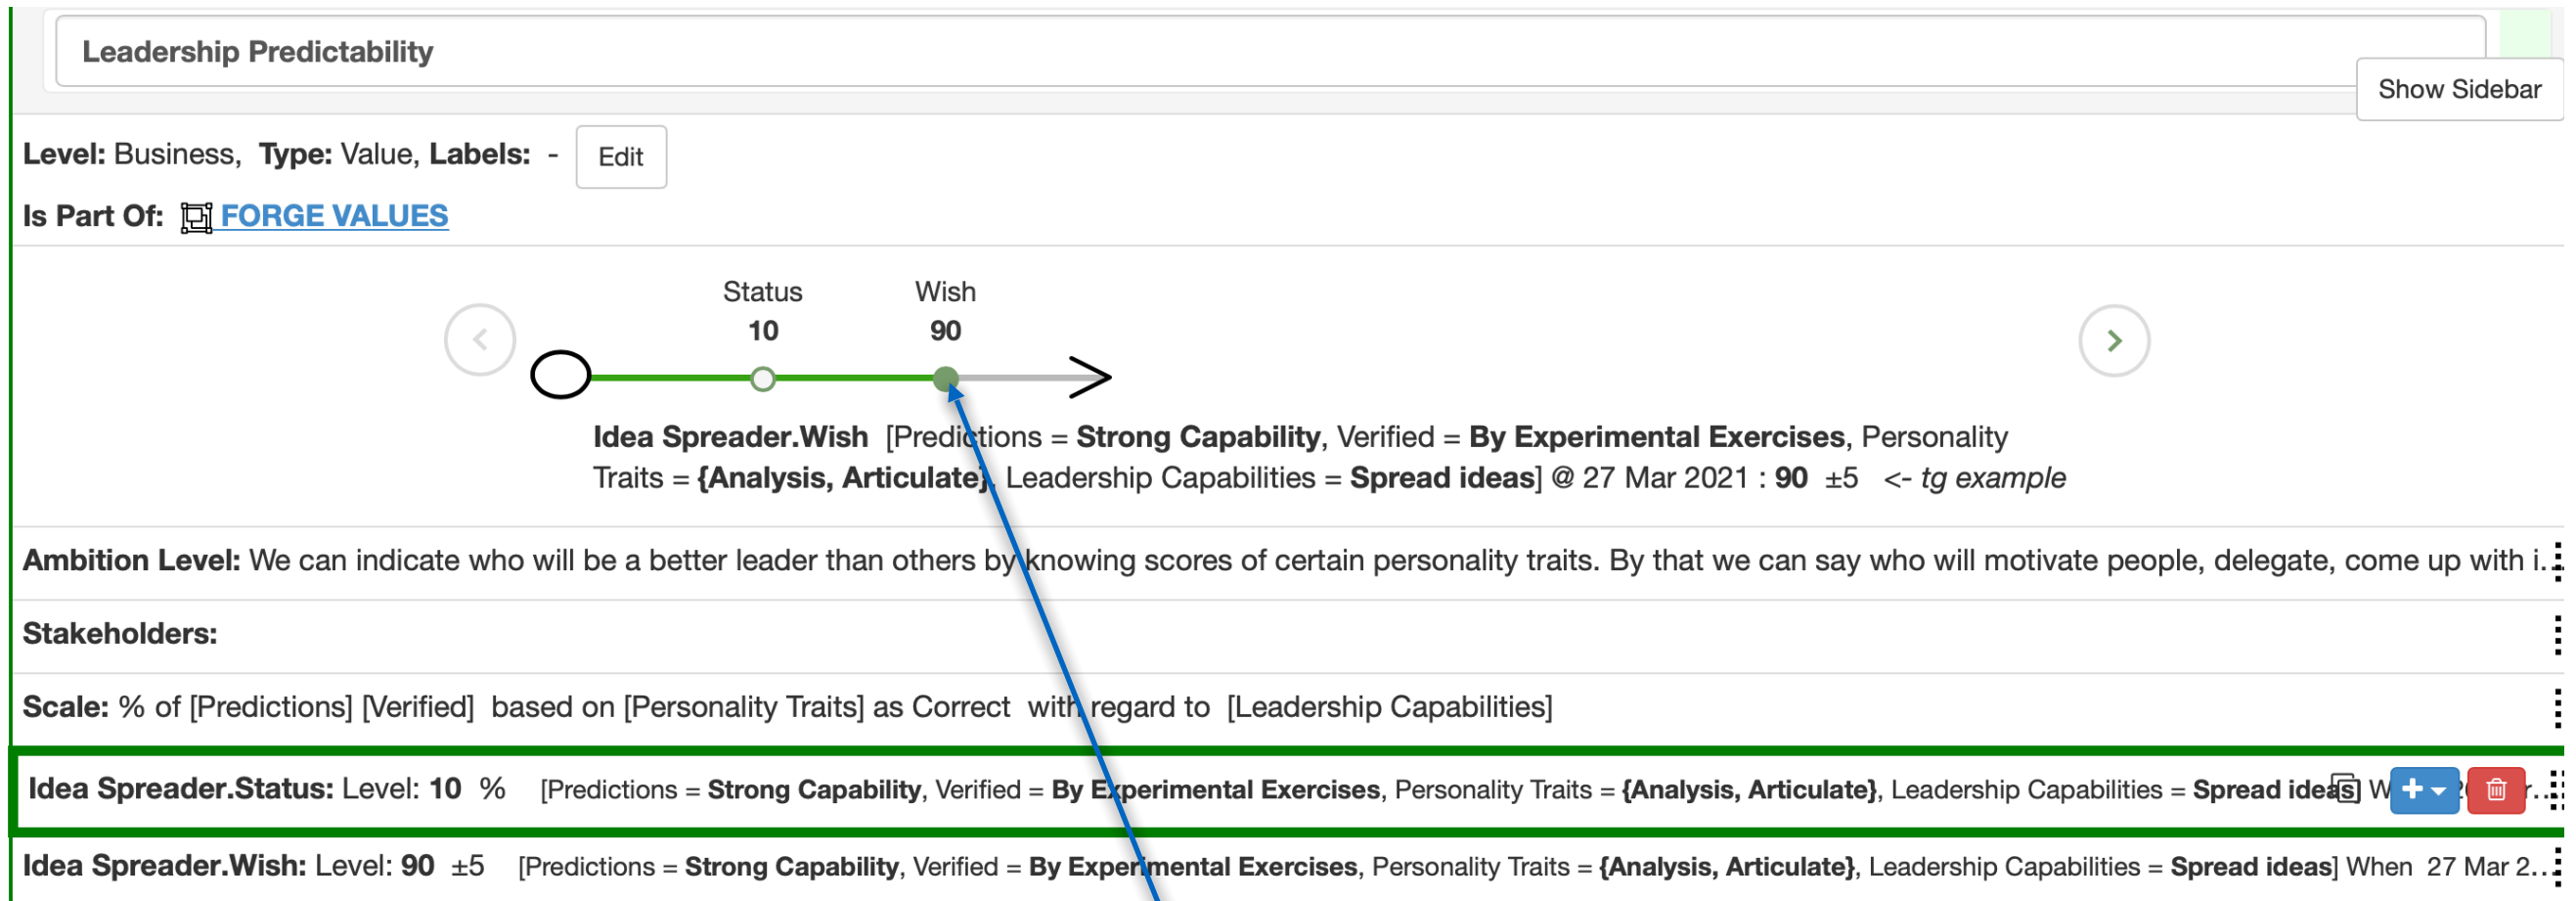 Leadership Predictability
Show Sidebar
Level: Business, Type: Value, Labels: - Edit
Is Part Of: FORGE VALUES
Status Wish
10 90
Idea Spreader.Wish [Predictions = Strong Capability, Verified = By Experimental Exercises, Personality
Traits = {Analysis, Articulate}, Leadership Capabilities = Spread ideas] @ 27 Mar 2021 : 90 ±5 <- tg example
Ambition Level: We can indicate who will be a better leader than others by knowing scores of certain personality traits. By that we can say who will motivate people, delegate, come up with i...
Stakeholders:
Scale: % of [Predictions] [Verified] based on [Personality Traits] as Correct with regard to [Leadership Capabilities]
Idea Spreader.Status: Level: 10 % [Predictions = Strong Capability, Verified = By Experimental Exercises, Personality Traits = {Analysis, Articulate}, Leadership Capabilities = Spread ideas]
Idea Spreader.Wish: Level: 90 ±5 [Predictions = Strong Capability, Verified = By Experimental Exercises, Personality Traits = {Analysis, Articulate}, Leadership Capabilities = Spread ideas] When 27 Mar 2...